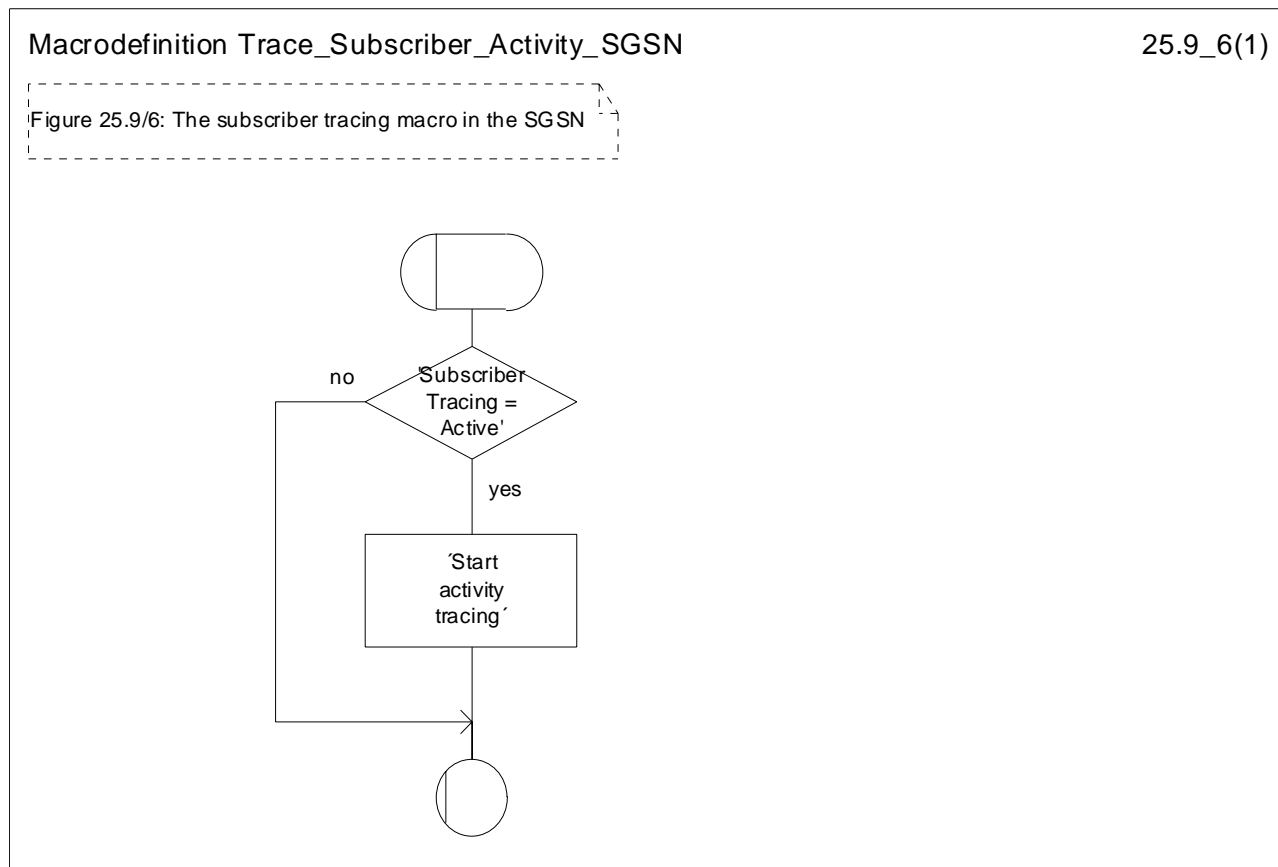 Macrodefinition Trace_Subscriber_Activity_SGSN 25.9_6(1)
Figure 25.9/6: The subscriber tracing macro in the SGSN
'Subscriber
Tracing =
Active'
no
yes
´Start
activity
tracing´